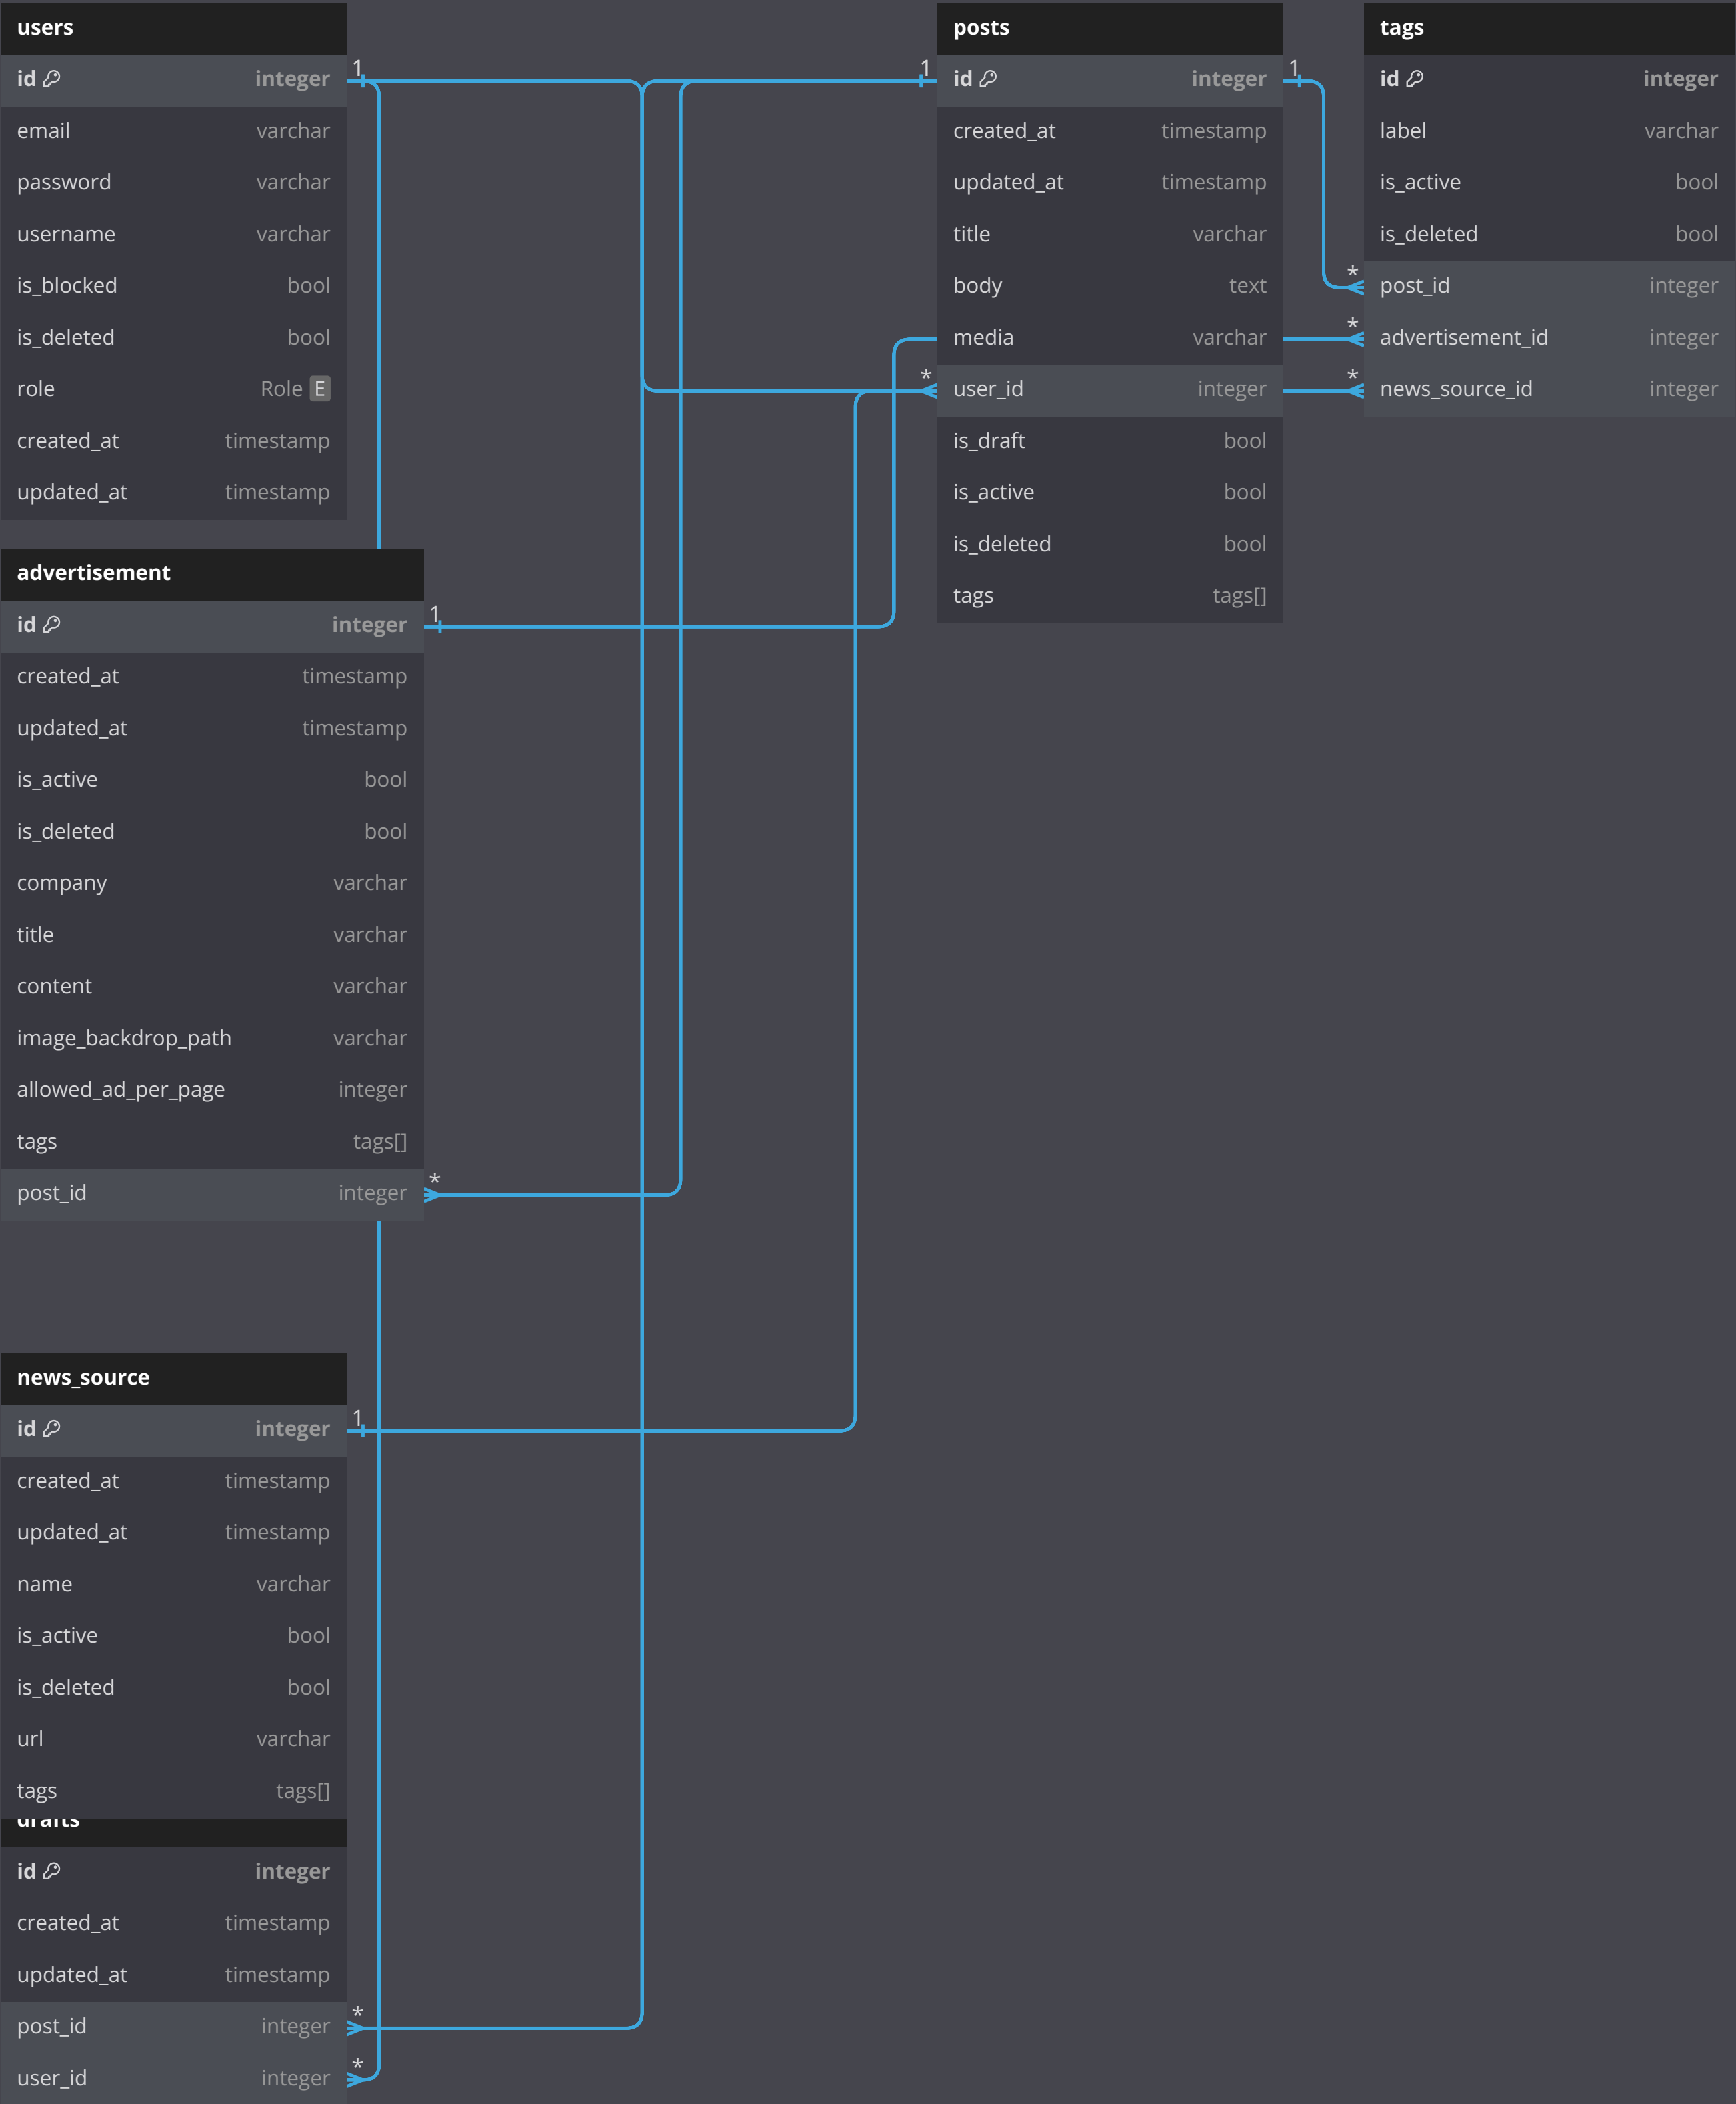 users
id integer
email varchar
password varchar
username varchar
is_blocked bool
is_deleted bool
role Role E
created_at timestamp
updated_at timestamp
1
posts
id integer
created_at timestamp
updated_at timestamp
title varchar
body text
media varchar
user_id integer
is_draft bool
is_active bool
is_deleted bool
tags tags[]
1
*
1
tags
id integer
label varchar
is_active bool
is_deleted bool
post_id integer
advertisement_id integer
news_source_id integer
*
*
*
advertisement
id integer
created_at timestamp
updated_at timestamp
is_active bool
is_deleted bool
company varchar
title varchar
content varchar
image_backdrop_path varchar
allowed_ad_per_page integer
tags tags[]
post_id integer
1
*
news_source
id integer
created_at timestamp
updated_at timestamp
name varchar
is_active bool
is_deleted bool
url varchar
tags tags[]
1
drafts
id integer
created_at timestamp
updated_at timestamp
post_id integer
user_id integer
*
*